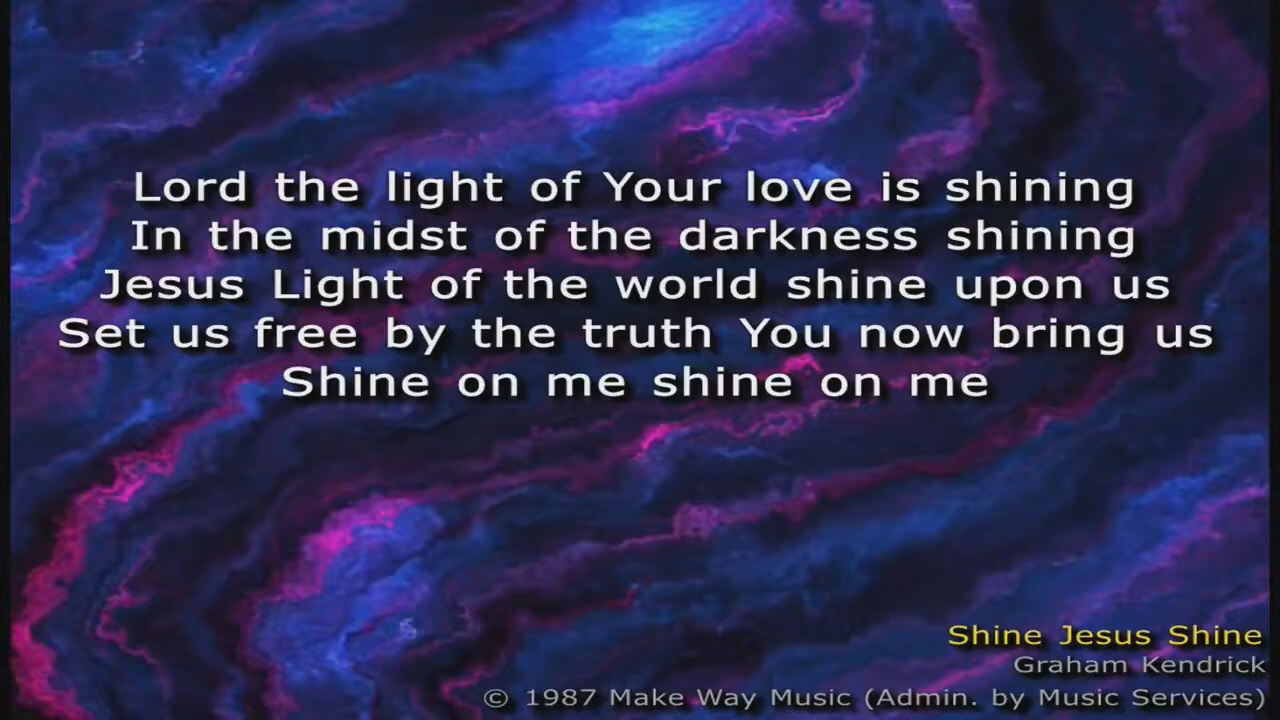 Lord the light of Your love is shining
In the midst of the darkness shining
Jesus Light of the world shine upon us
Set us free by the truth You now bring us
Shine on me shine on me
Shine Jesus Shine
Graham Kendrick
© 1987 Make Way Music (Admin. by Music Services)